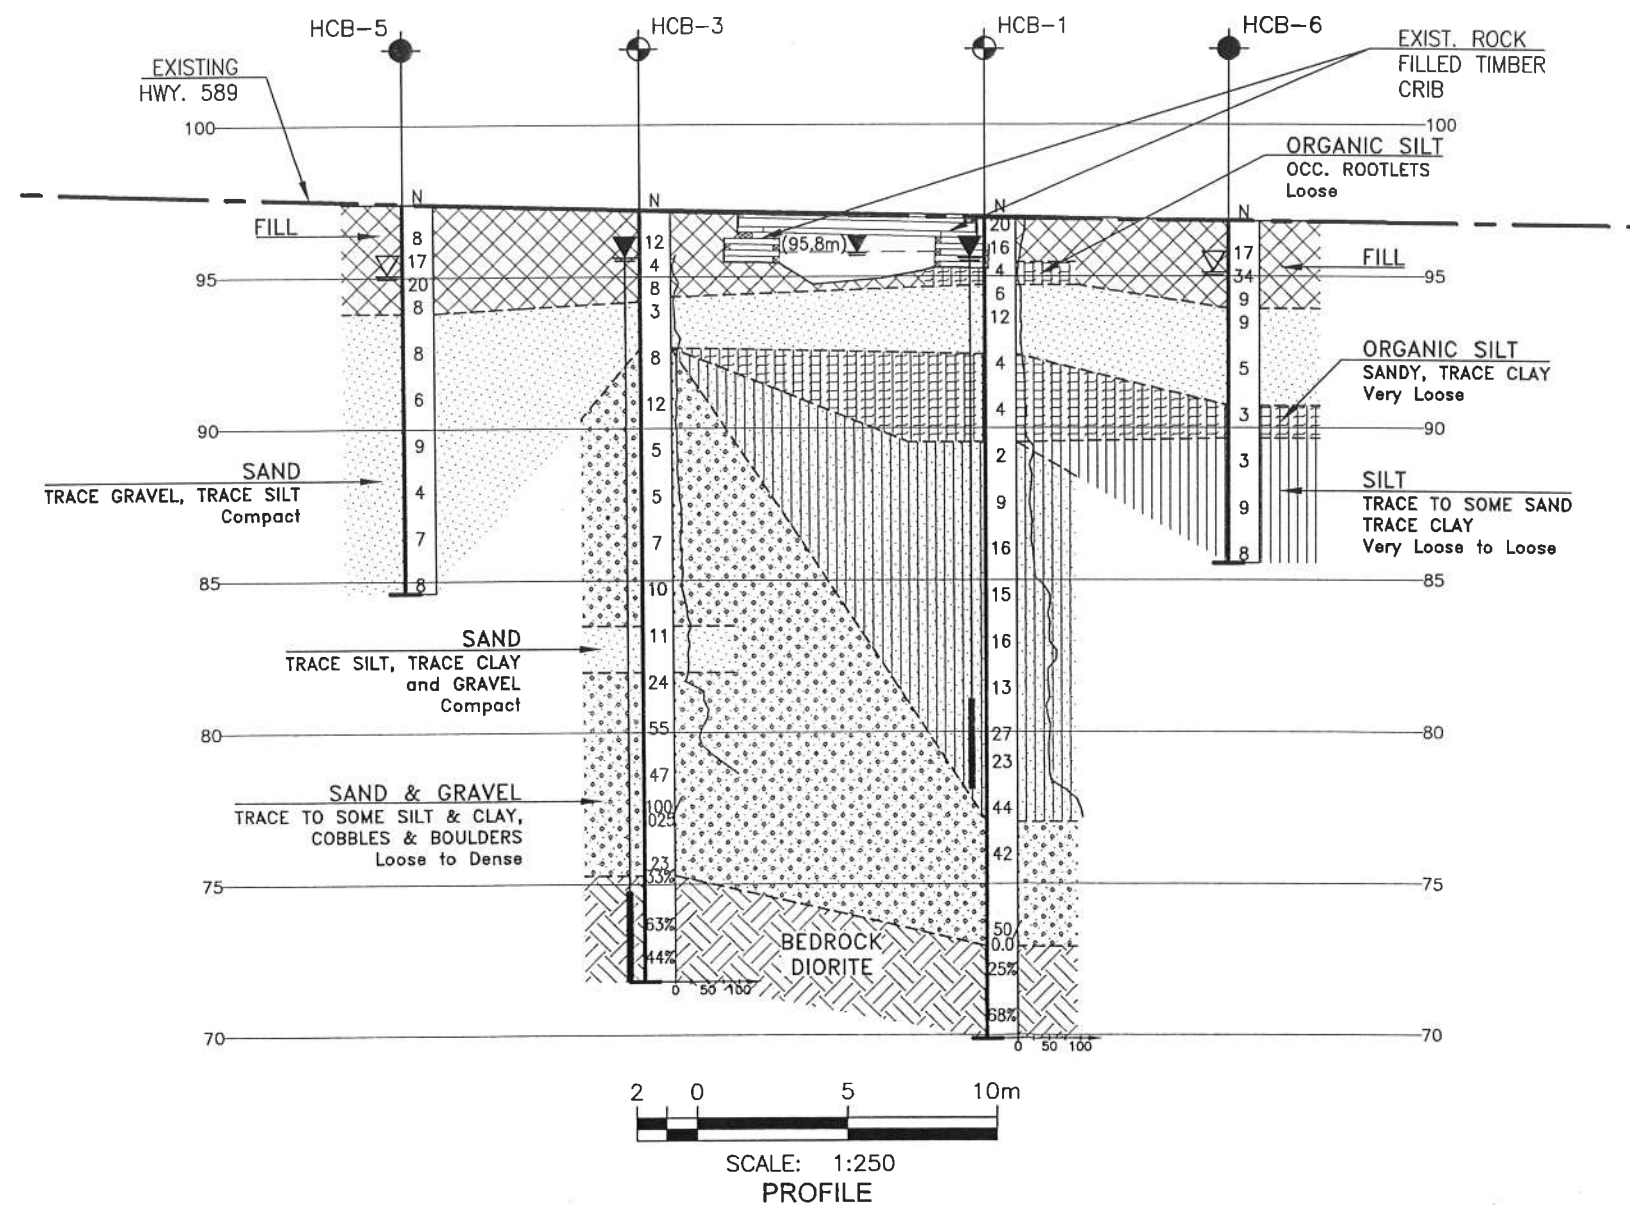 HCB-5
HCB-3
HCB-1
HCB-6
EXIST. ROCK
FILLED TIMBER
CRIB
EXISTING
HWY. 589
100
100
ORGANIC SILT
OCC. ROOTLETS
Loose
N
N
N
N
FILL
8
17
20
8
8
6
9
4
7
8
12
4
8
3
8
12
5
5
7
10
11
24
55
47
100
025
23
33%
63%
44%
(95,8m)
20
16
4
6
12
4
4
2
9
16
15
16
13
27
23
44
42
50
0.0
25%
68%
17
34
9
9
5
3
3
9
8
FILL
95
95
ORGANIC SILT
SANDY, TRACE CLAY
Very Loose
90
90
SAND
TRACE GRAVEL, TRACE SILT
Compact
SILT
TRACE TO SOME SAND
TRACE CLAY
Very Loose to Loose
85
85
SAND
TRACE SILT, TRACE CLAY
and GRAVEL
Compact
80
80
SAND & GRAVEL
TRACE TO SOME SILT & CLAY,
COBBLES & BOULDERS
Loose to Dense
75
75
BEDROCK
DIORITE
0 50 100
70
70
0 50 100
2 0 5 10m
SCALE: 1:250
PROFILE